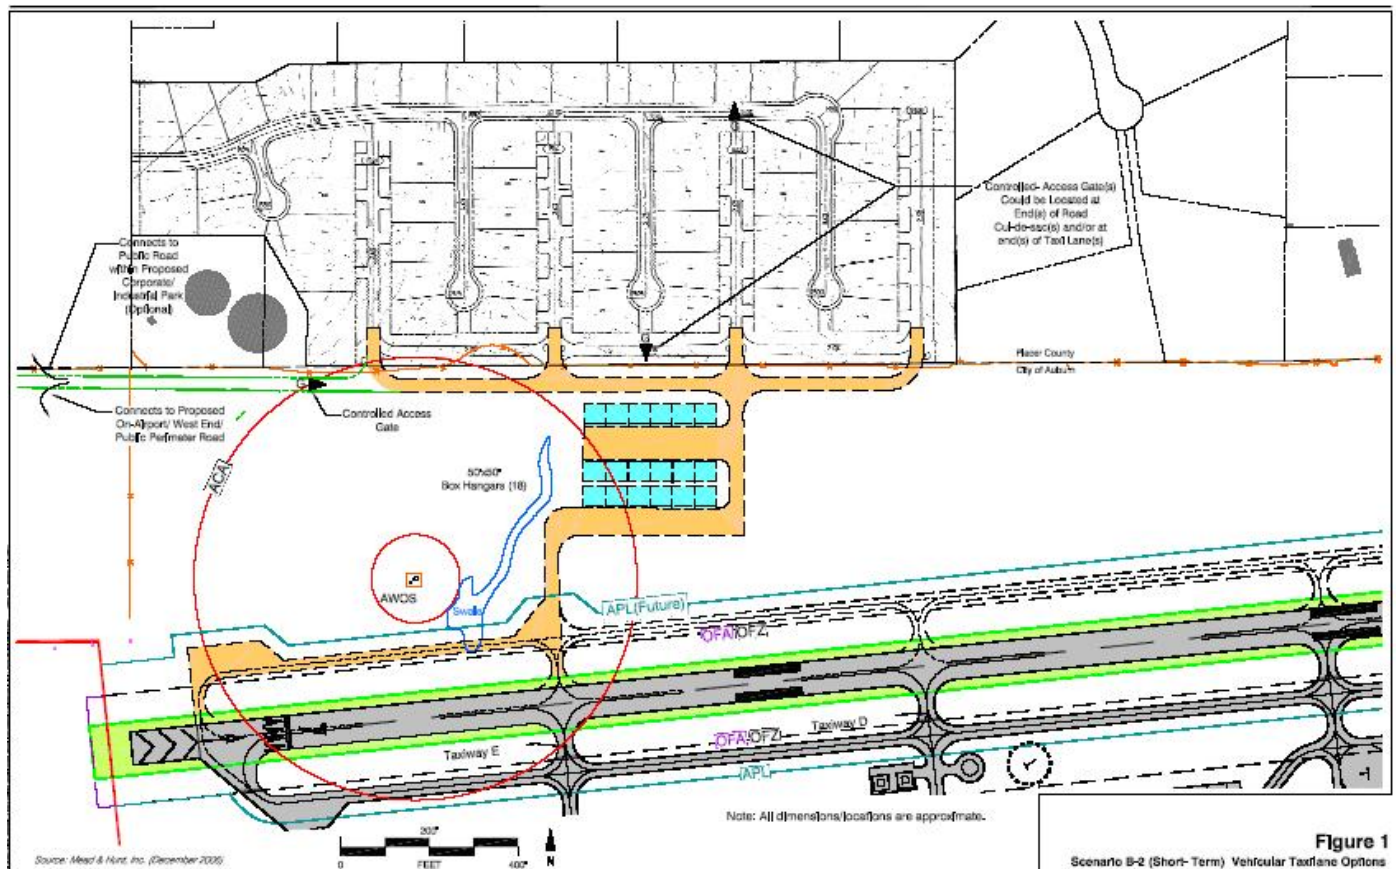 Controlled- Access Gate(s)
Could be Located at
End(s) of Road
Cul-de-sac(s) and/or at
end(s) of Taxi Lane(s)
Connects to
Public Road
within Proposed
Corporate/
Industrial Park
(Optional)
G
Placer County
City of Auburn
G
Connects to Proposed
On-Airport/ West End/
Public Perimeter Road
Controlled Access
Gate
ACA
50'x50'
Box Hangars (18)
AWOS
Swale
APL(Future)
OFA/OFZ
Taxiway D
OFA/OFZ
Taxiway E
APL
Note: All dimensions/locations are approximate.
200'
0
FEET
400'
N
Source: Mead & Hunt, Inc. (December 2006)
Figure 1
Scenario B-2 (Short- Term) Vehicular Taxilane Options